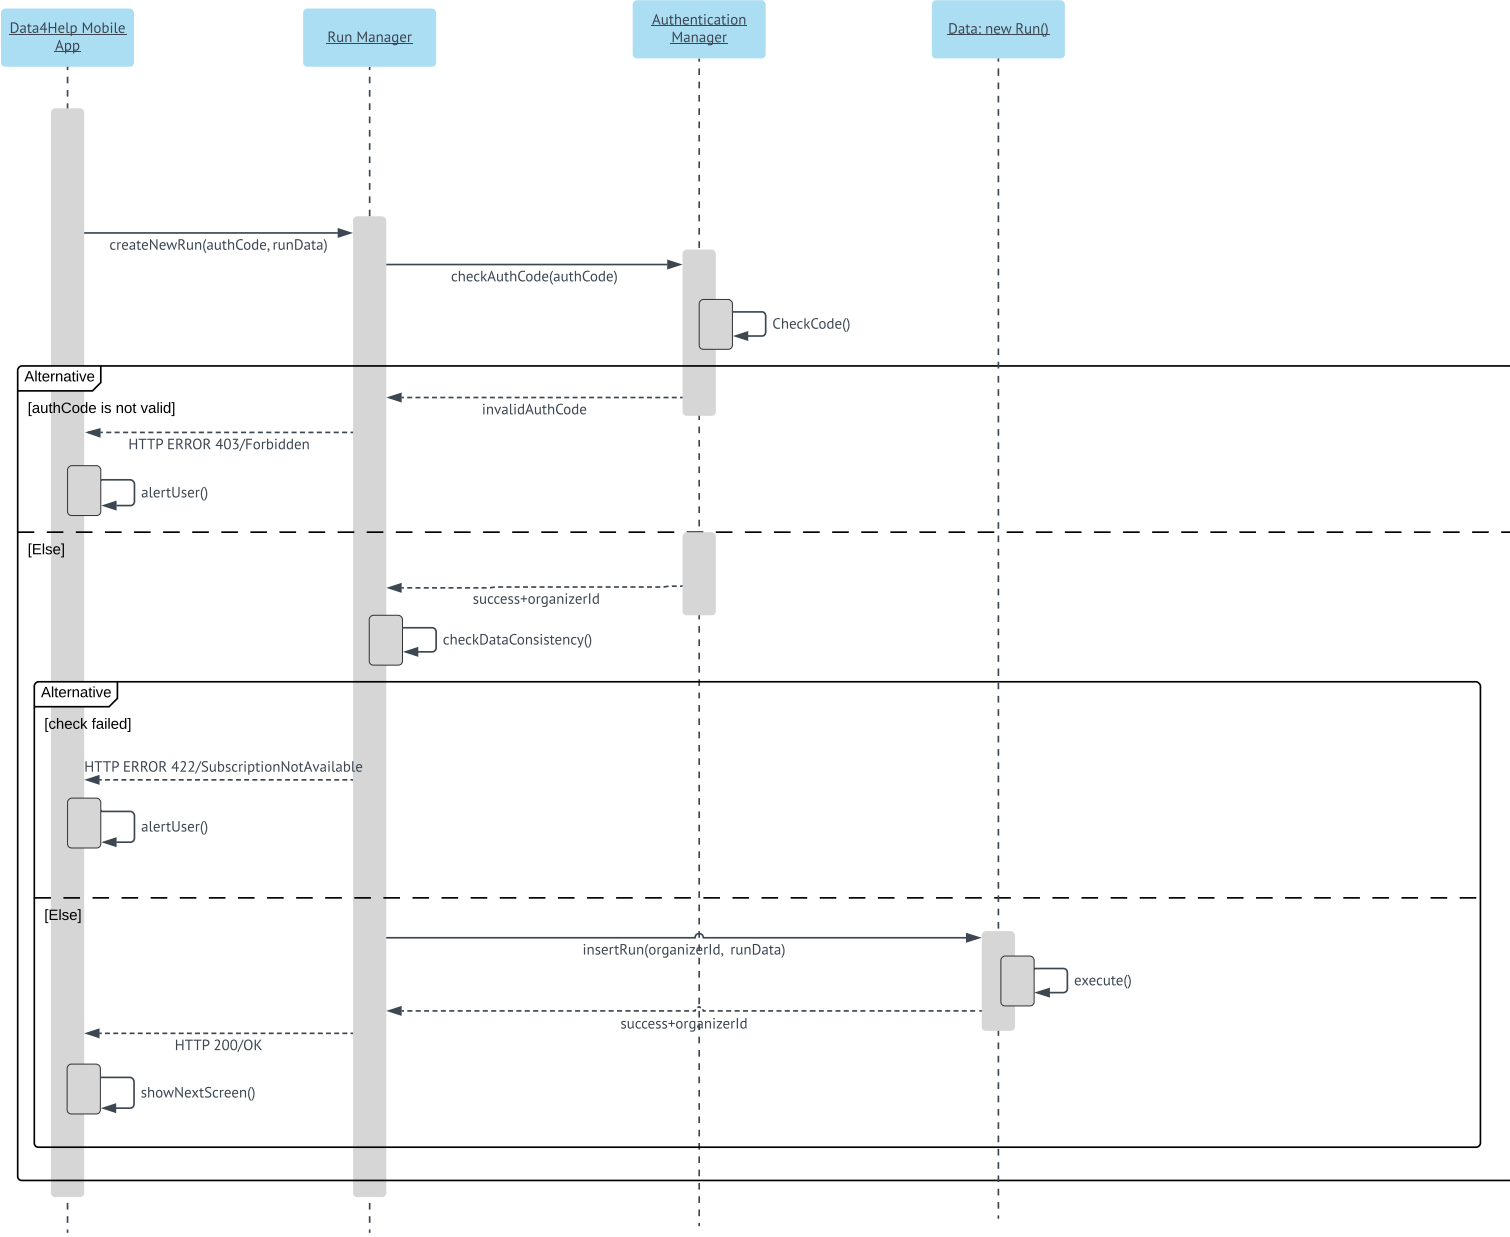 Data4Help Mobile
App
Run Manager
Authentication
Manager
Data: new Run()
createNewRun(authCode, runData)
checkAuthCode(authCode)
CheckCode()
Alternative
[authCode is not valid]
invalidAuthCode
HTTP ERROR 403/Forbidden
alertUser()
[Else]
success+organizerId
checkDataConsistency()
Alternative
[check failed]
HTTP ERROR 422/SubscriptionNotAvailable
alertUser()
[Else]
insertRun(organizerId, runData)
execute()
success+organizerId
HTTP 200/OK
showNextScreen()